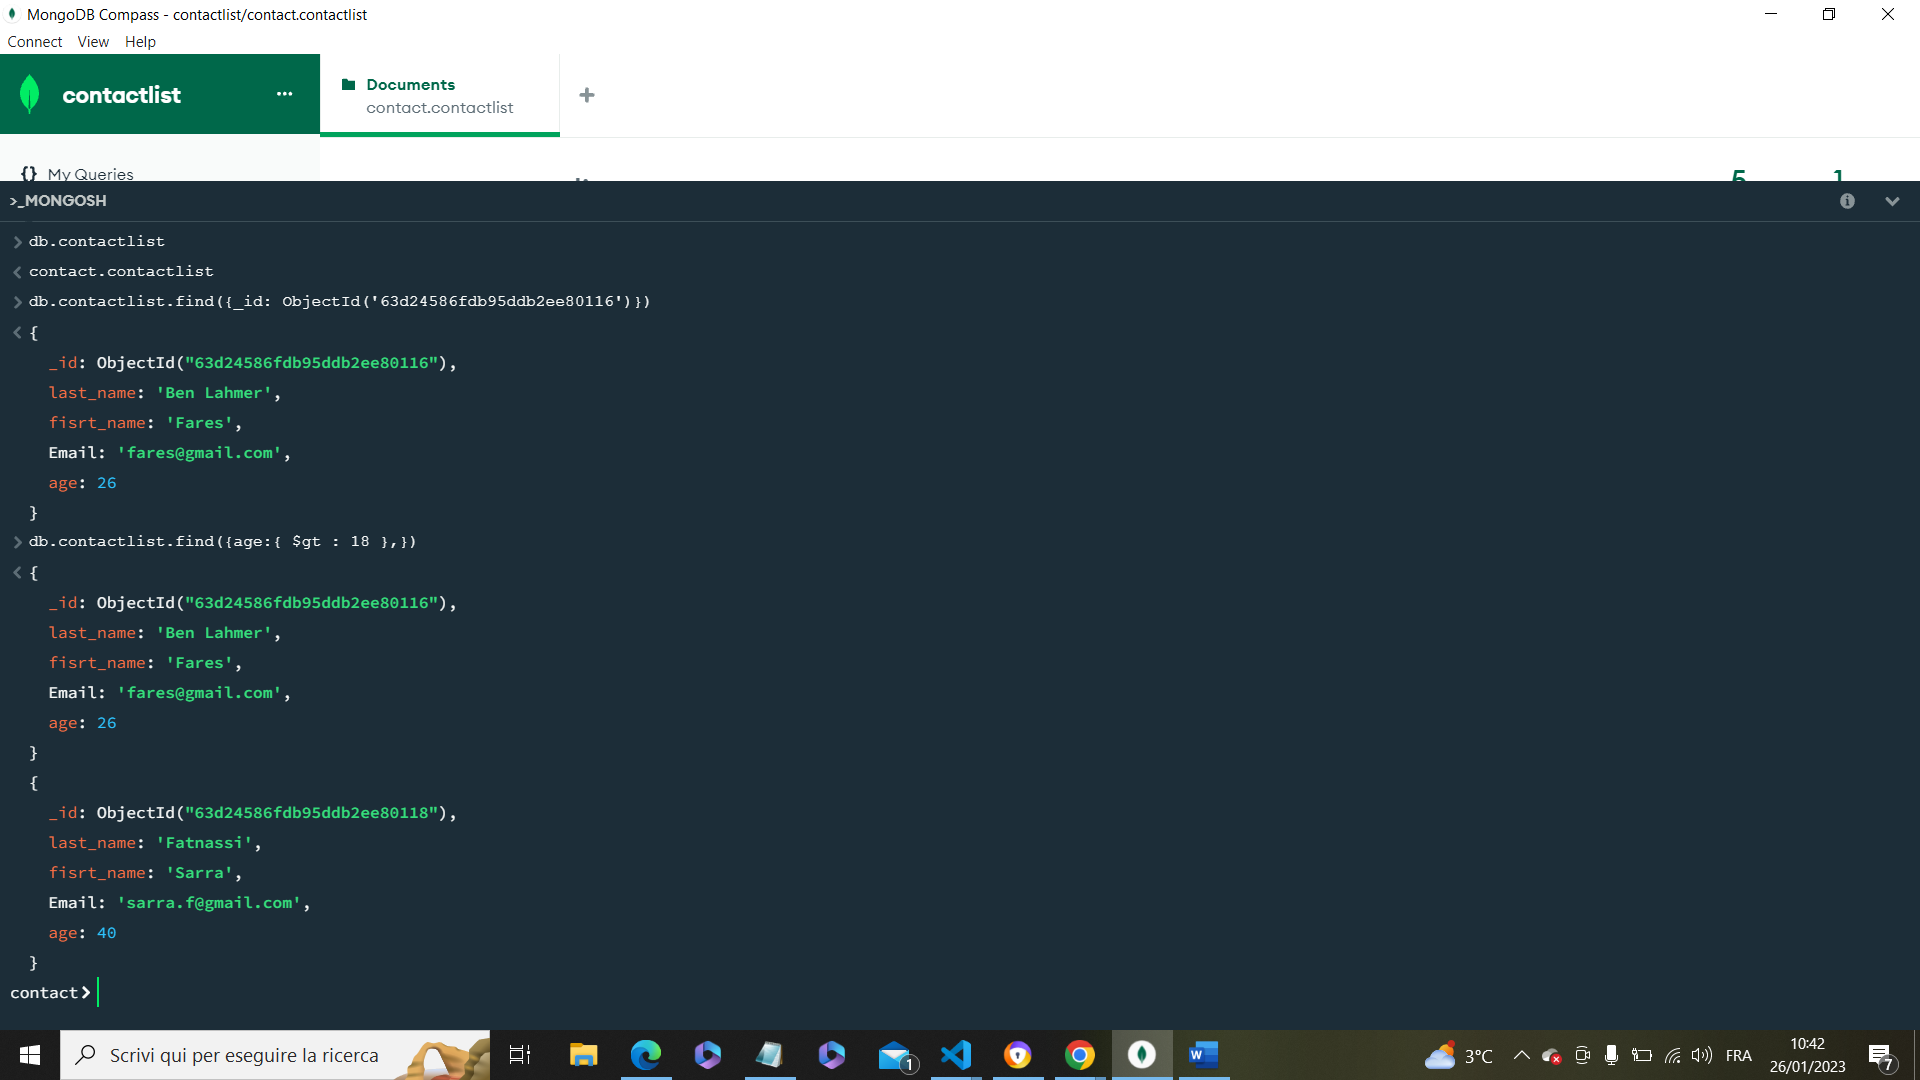 MongoDB Compass - contactlist/contact.contactlist
Connect View Help
contactlist ...
Documents
contact.contactlist
{} My Queries
5 1
>_MONGOSH
> db.contactlist
< contact.contactlist
> db.contactlist.find({_id: ObjectId('63d24586fdb95ddb2ee80116')})
< {
_id: ObjectId("63d24586fdb95ddb2ee80116"),
last_name: 'Ben Lahmer',
fisrt_name: 'Fares',
Email: 'fares@gmail.com',
age: 26
}
> db.contactlist.find({age:{ $gt : 18 },})
< {
_id: ObjectId("63d24586fdb95ddb2ee80116"),
last_name: 'Ben Lahmer',
fisrt_name: 'Fares',
Email: 'fares@gmail.com',
age: 26
}
{
_id: ObjectId("63d24586fdb95ddb2ee80118"),
last_name: 'Fatnassi',
fisrt_name: 'Sarra',
Email: 'sarra.f@gmail.com',
age: 40
}
contact>
Scrivi qui per eseguire la ricerca
1
W
3°C
FRA
10:42
26/01/2023
7